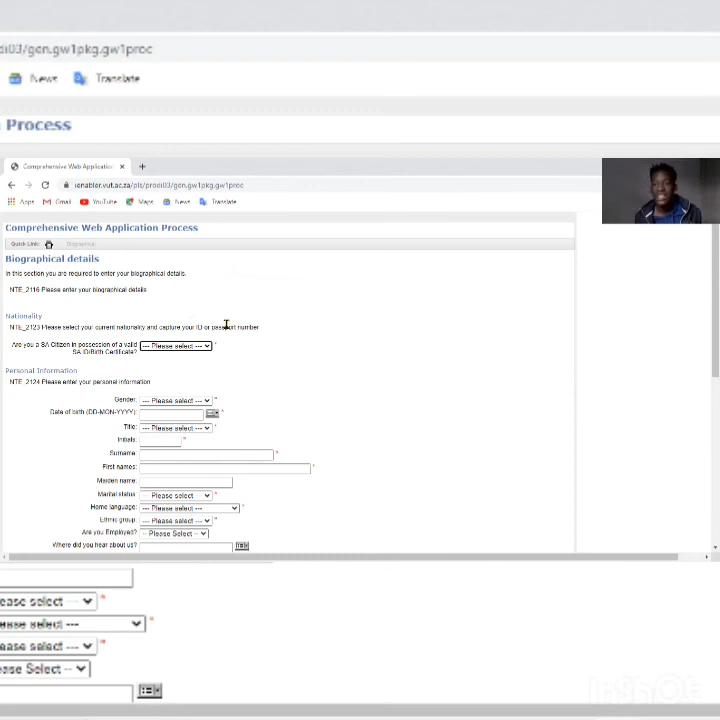 di03/gen.gw1pkg.gw1proc
News Translate
Process
Comprehensive Web Application
ienabler.vut.ac.za/pls/prodi03/gen.gw1pkg.gw1proc
Apps Gmail YouTube Maps News Translate
Comprehensive Web Application Process
Quick Link: Biographical
Biographical details
In this section you are required to enter your biographical details.
NTE_2116 Please enter your biographical details
Nationality
NTE_2123 Please select your current nationality and capture your ID or passport number
Are you a SA Citizen in possession of a valid
SA ID/Birth Certificate? --- Please select --- *
Personal Information
NTE_2124 Please enter your personal information
Gender: --- Please select --- *
Date of birth (DD-MON-YYYY): *
Title: --- Please select --- *
Initials: *
Surname: *
First names: *
Maiden name:
Marital status: --- Please select --- *
Home language: --- Please select --- *
Ethnic group: --- Please select --- *
Are you Employed? -- Please Select --
Where did you hear about us?
ease select --- *
lease select --- *
ease select --- *
ease Select --
InShot